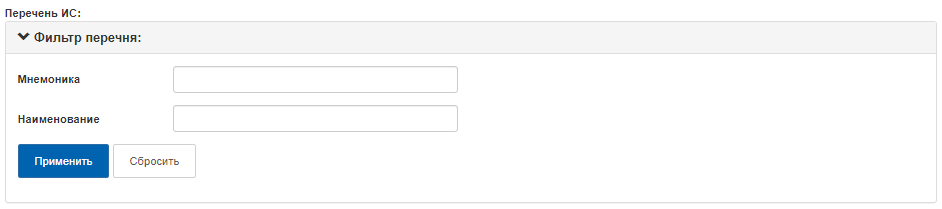 Перечень ИС:
Фильтр перечня:
Мнемоника
Наименование
Применить Сбросить